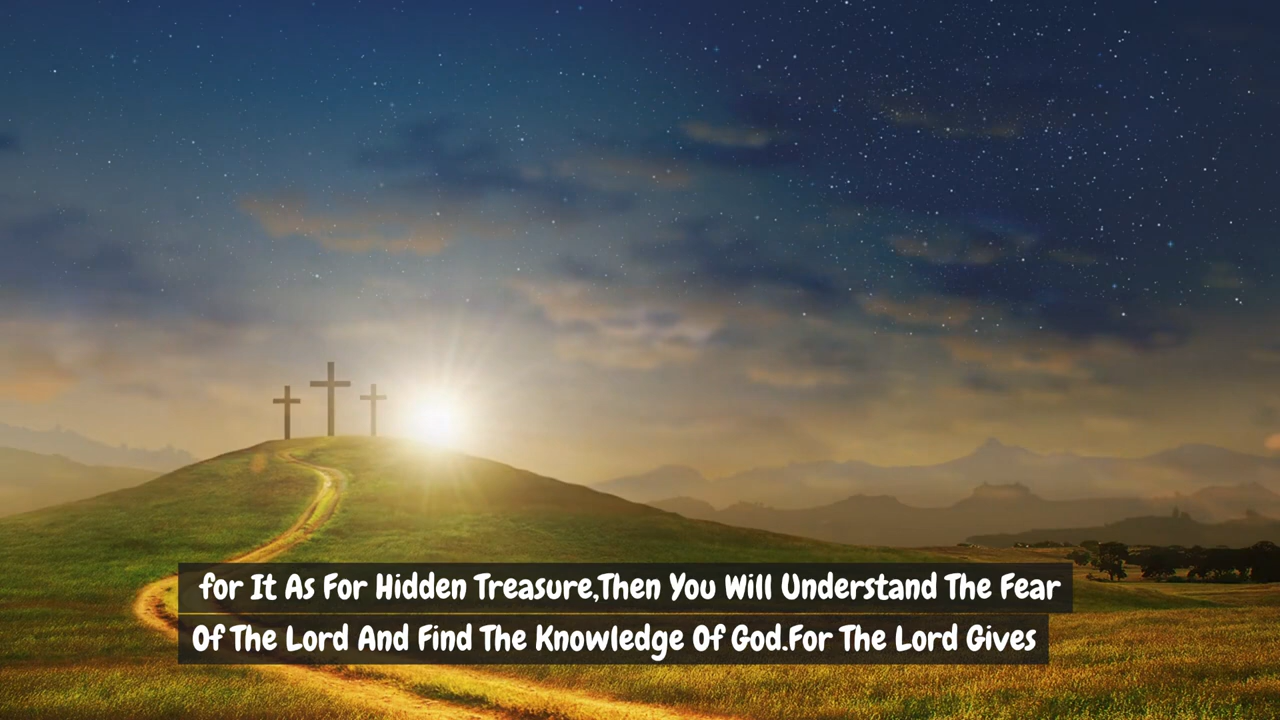 for It As For Hidden Treasure,Then You Will Understand The Fear
Of The Lord And Find The Knowledge Of God.For The Lord Gives